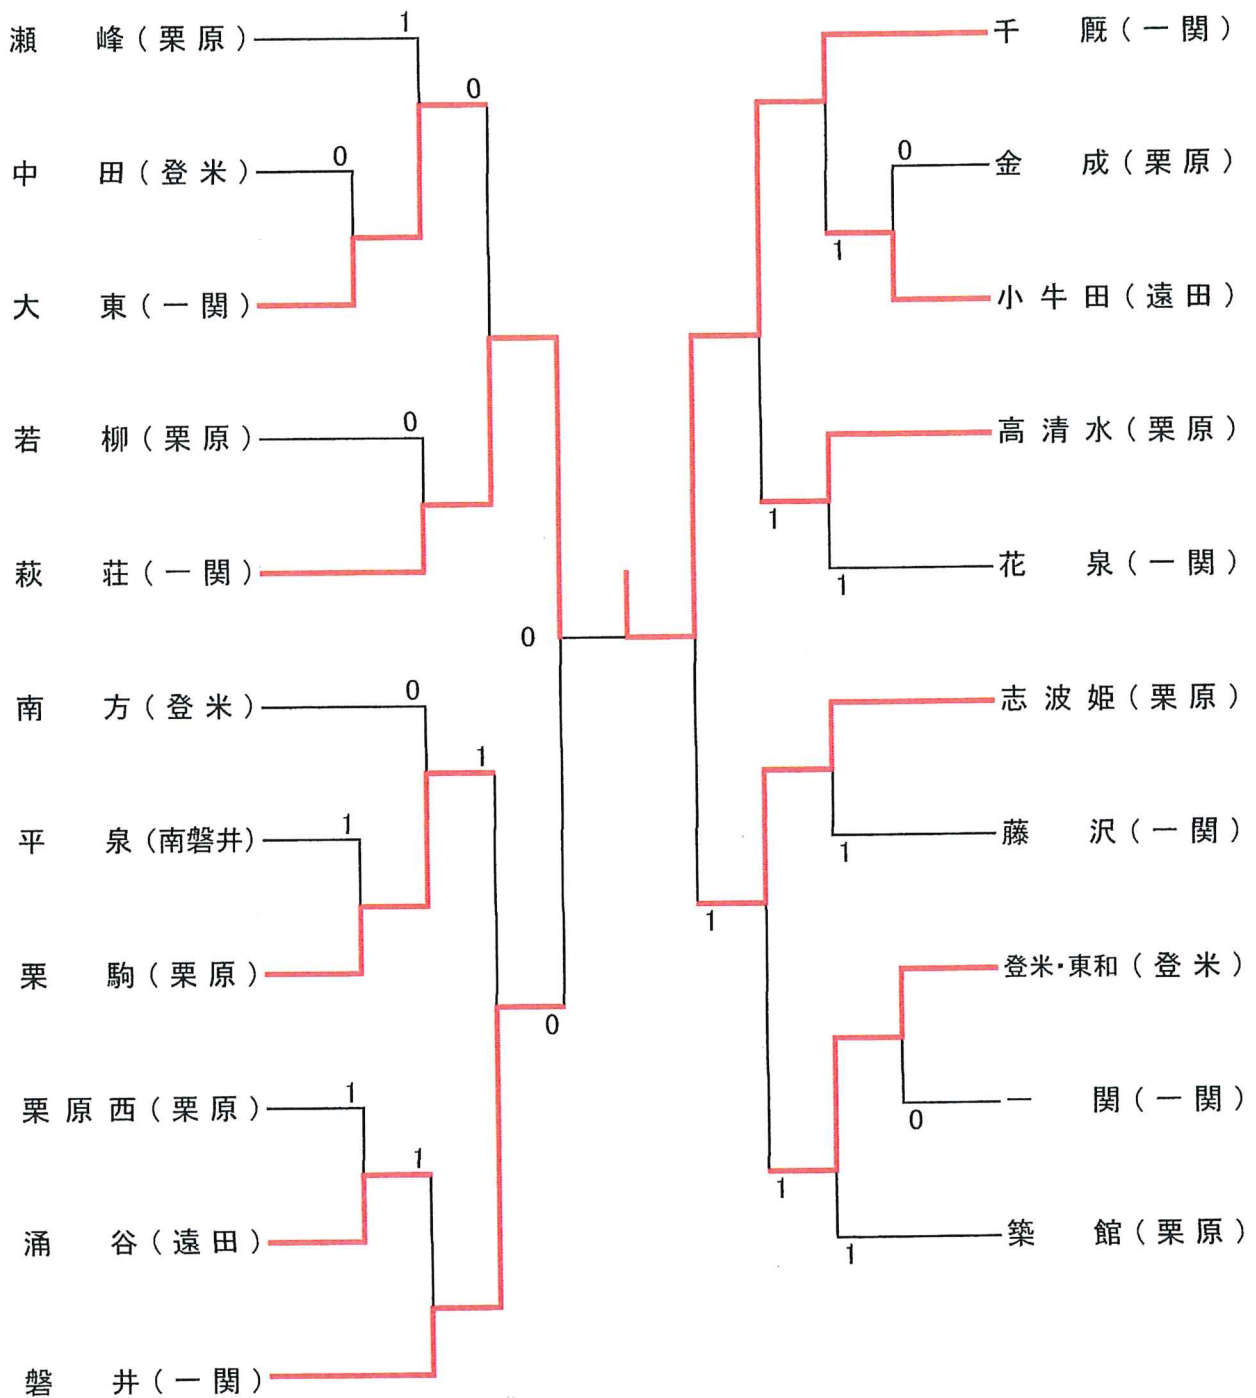 瀬峰(栗原)
1
0
中田(登米)
0
大東(一関)
若柳(栗原)
0
萩荘(一関)
0
南方(登米)
0
1
平泉(南磐井)
1
栗駒(栗原)
0
栗原西(栗原)
1
1
涌谷(遠田)
磐井(一関)
千厩(一関)
金成(栗原)
0
1
小牛田(遠田)
高清水(栗原)
1
花泉(一関)
1
志波姫(栗原)
藤沢(一関)
1
1
登米・東和(登米)
一関(一関)
0
1
築館(栗原)
1